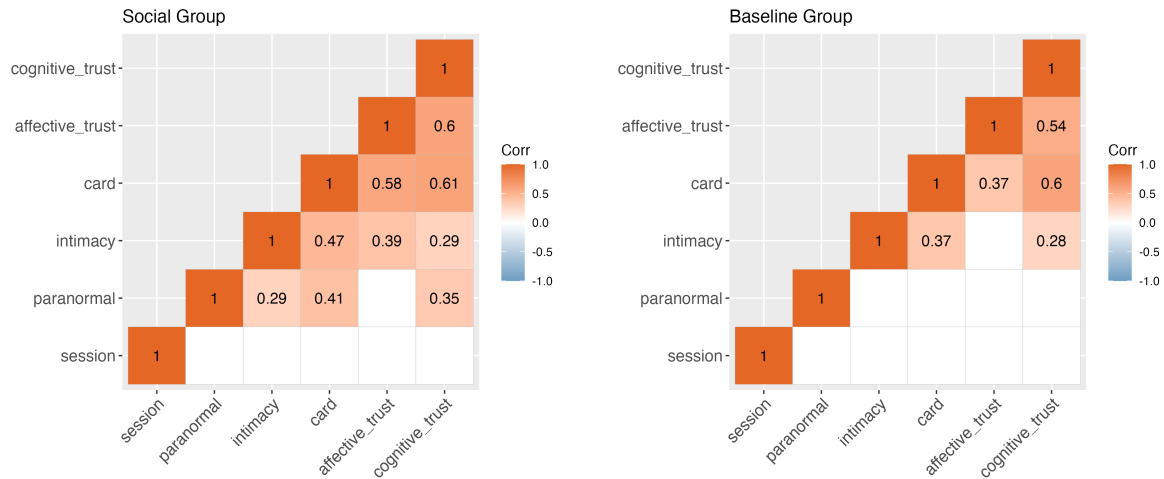 Social Group
cognitive_trust 1
affective_trust 1 0.6
card 1 0.58 0.61
intimacy 1 0.47 0.39 0.29
paranormal 1 0.29 0.41 0.35
session 1
session paranormal intimacy card affective_trust cognitive_trust
Corr
1.0
0.5
0.0
-0.5
-1.0
Baseline Group
cognitive_trust 1
affective_trust 1 0.54
card 1 0.37 0.6
intimacy 1 0.37 0.28
paranormal 1
session 1
session paranormal intimacy card affective_trust cognitive_trust
Corr
1.0
0.5
0.0
-0.5
-1.0